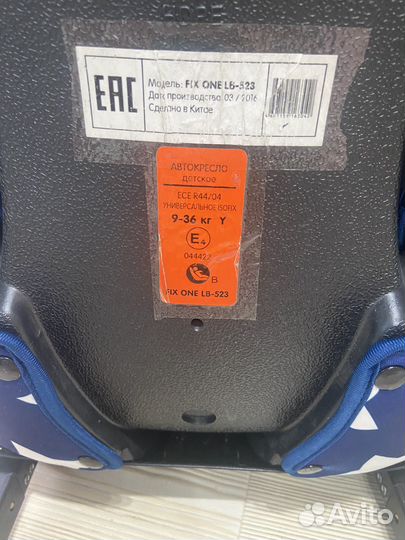 EAC
Модель: FIX ONE LB-523
Дата производства: 03 / 2016
Сделано в Китае
АВТОКРЕСЛО
детское
ECE R44/04
УНИВЕРСАЛЬНОЕ ISOFIX
9-36 кг Y
E4
B
FIX ONE LB-523
Avito